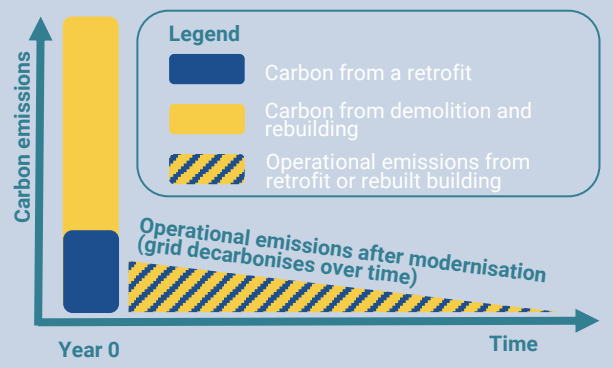 Legend
Carbon from a retrofit
Carbon from demolition and
rebuilding
Operational emissions from
retrofit or rebuilt building
Carbon emissions
Operational emissions after modernisation
(grid decarbonises over time)
Year 0
Time